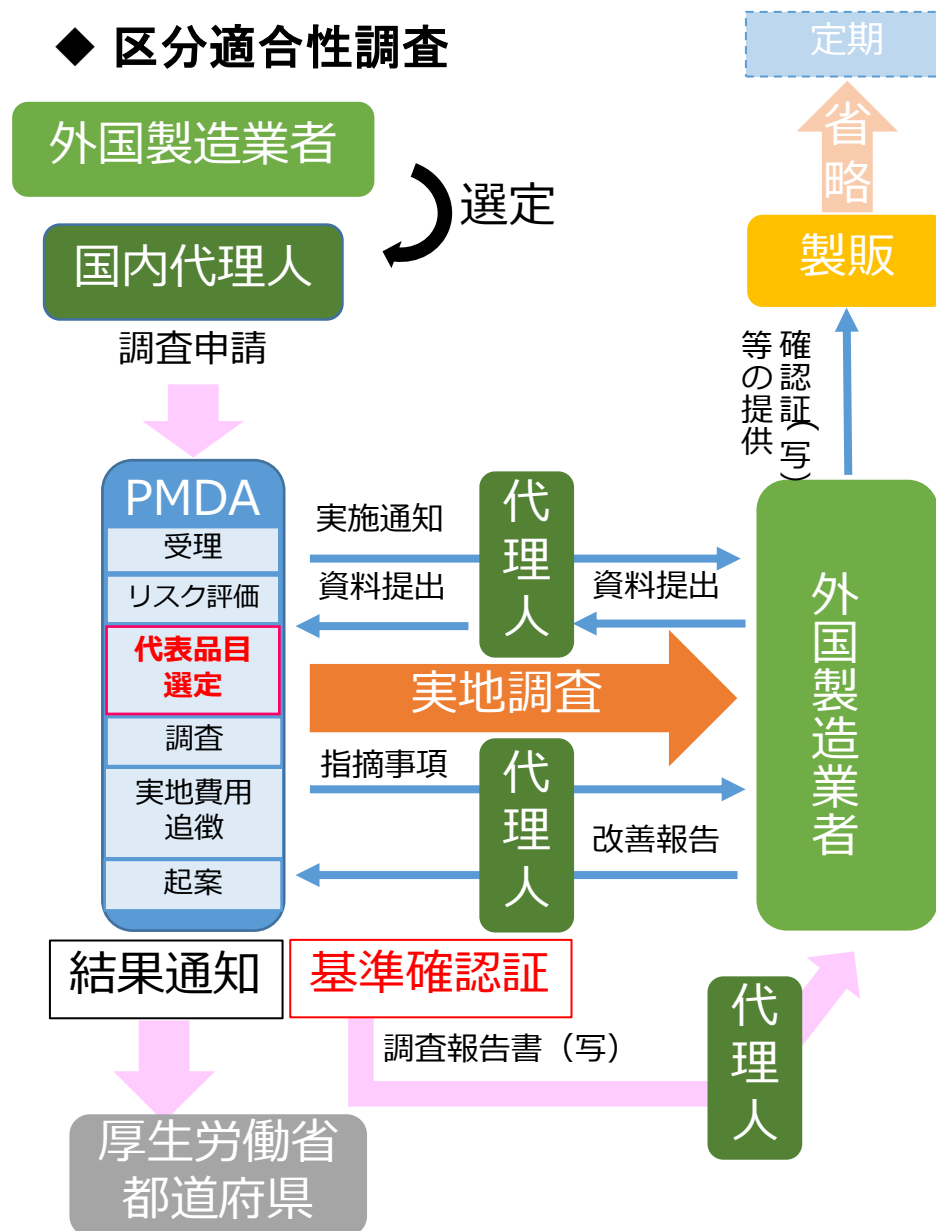 ◆ 区分適合性調査
定期
省略
外国製造業者
選定
国内代理人
製販
調査申請
確認証(写)
等の提供
PMDA
受理
リスク評価
代表品目
選定
調査
実地費用
追徴
起案
代理人
実施通知
資料提出
資料提出
実地調査
外国製造業者
代理人
指摘事項
改善報告
結果通知
基準確認証
調査報告書（写）
代理人
厚生労働省
都道府県